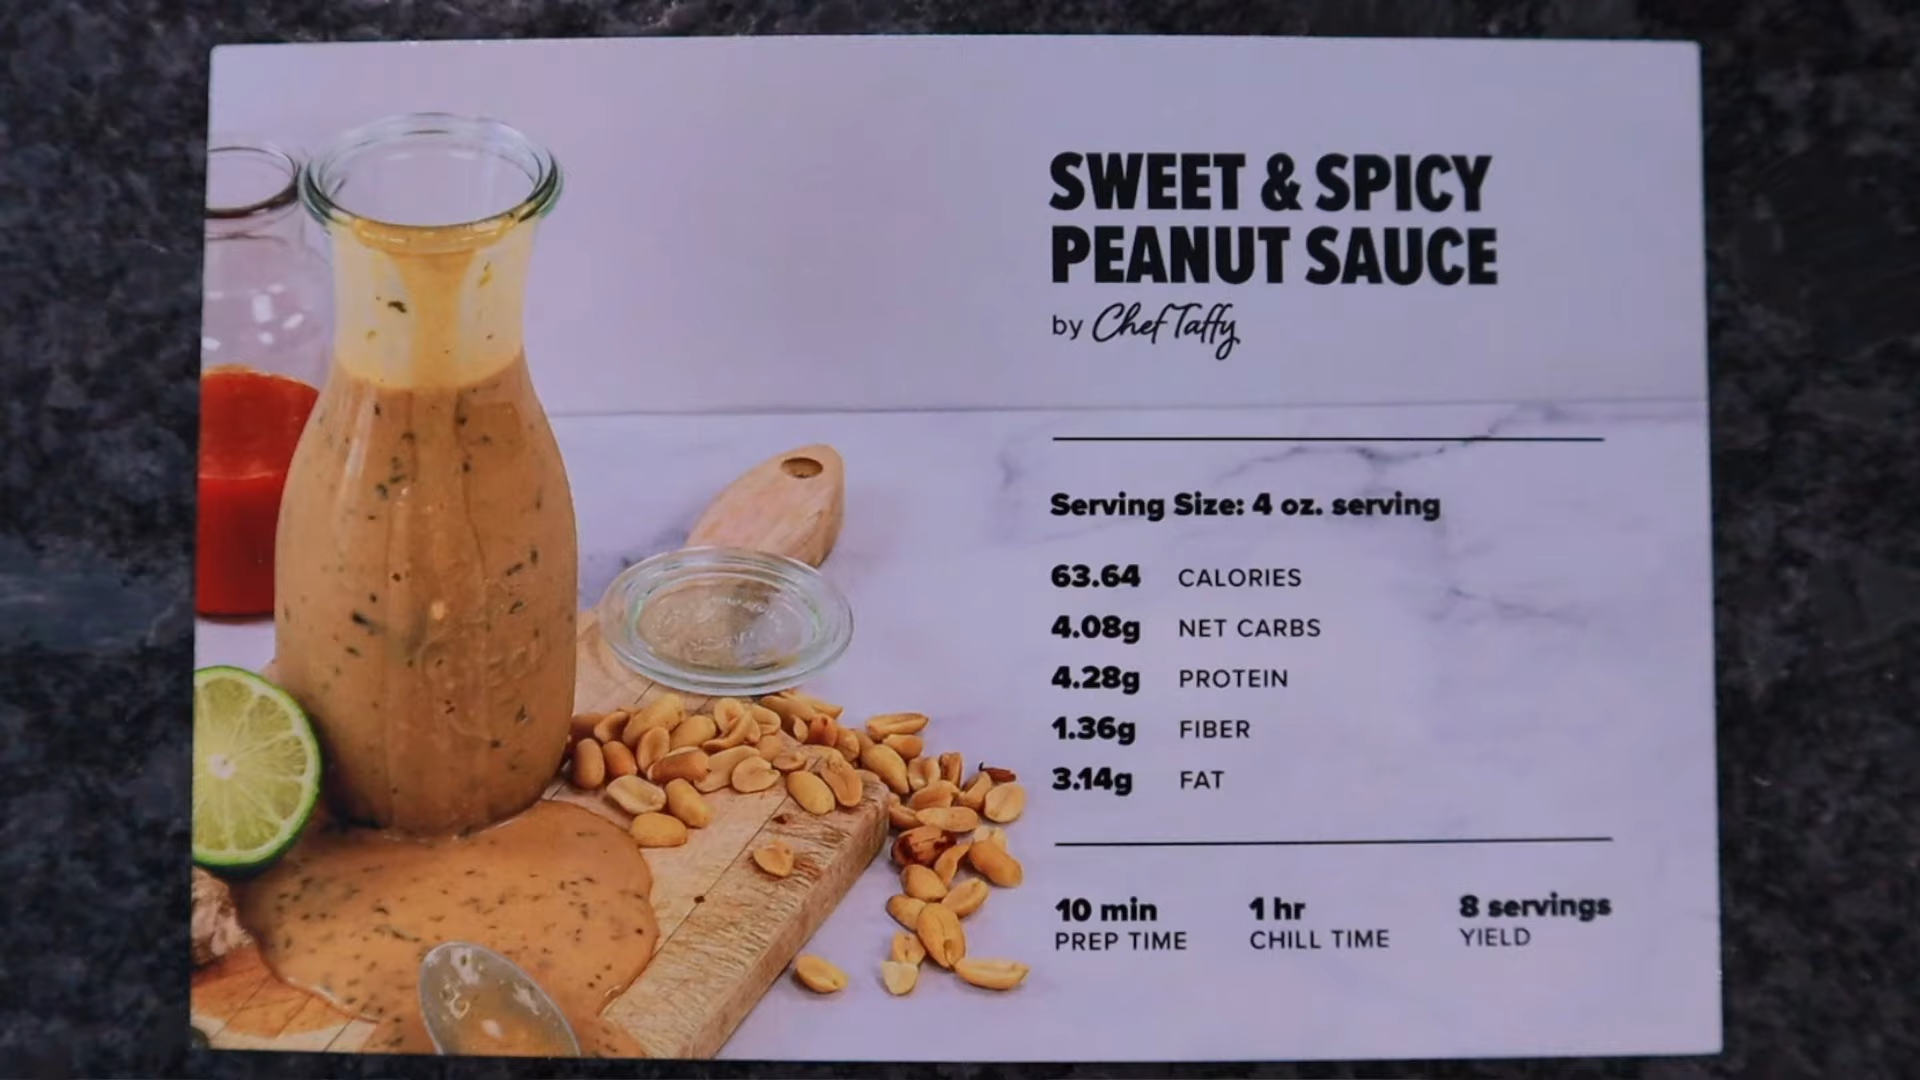 SWEET & SPICY
PEANUT SAUCE
by Chef Taffy
Serving Size: 4 oz. serving
63.64 CALORIES
4.08g NET CARBS
4.28g PROTEIN
1.36g FIBER
3.14g FAT
10 min 1 hr 8 servings
PREP TIME CHILL TIME YIELD